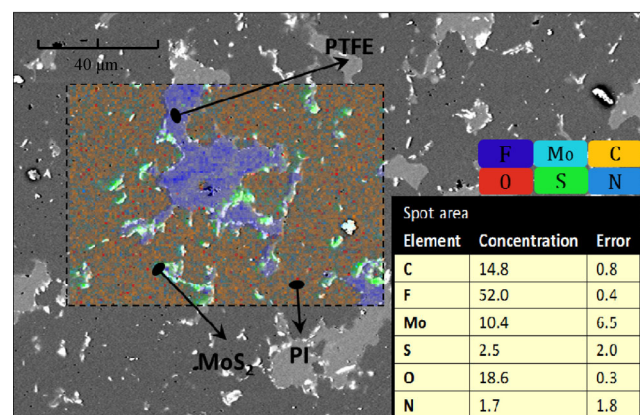 PTFE
40 μm
F Mo C
O S N
Spot area
Element Concentration Error
C 14.8 0.8
F 52.0 0.4
Mo 10.4 6.5
S 2.5 2.0
O 18.6 0.3
N 1.7 1.8
MoS₂
PI